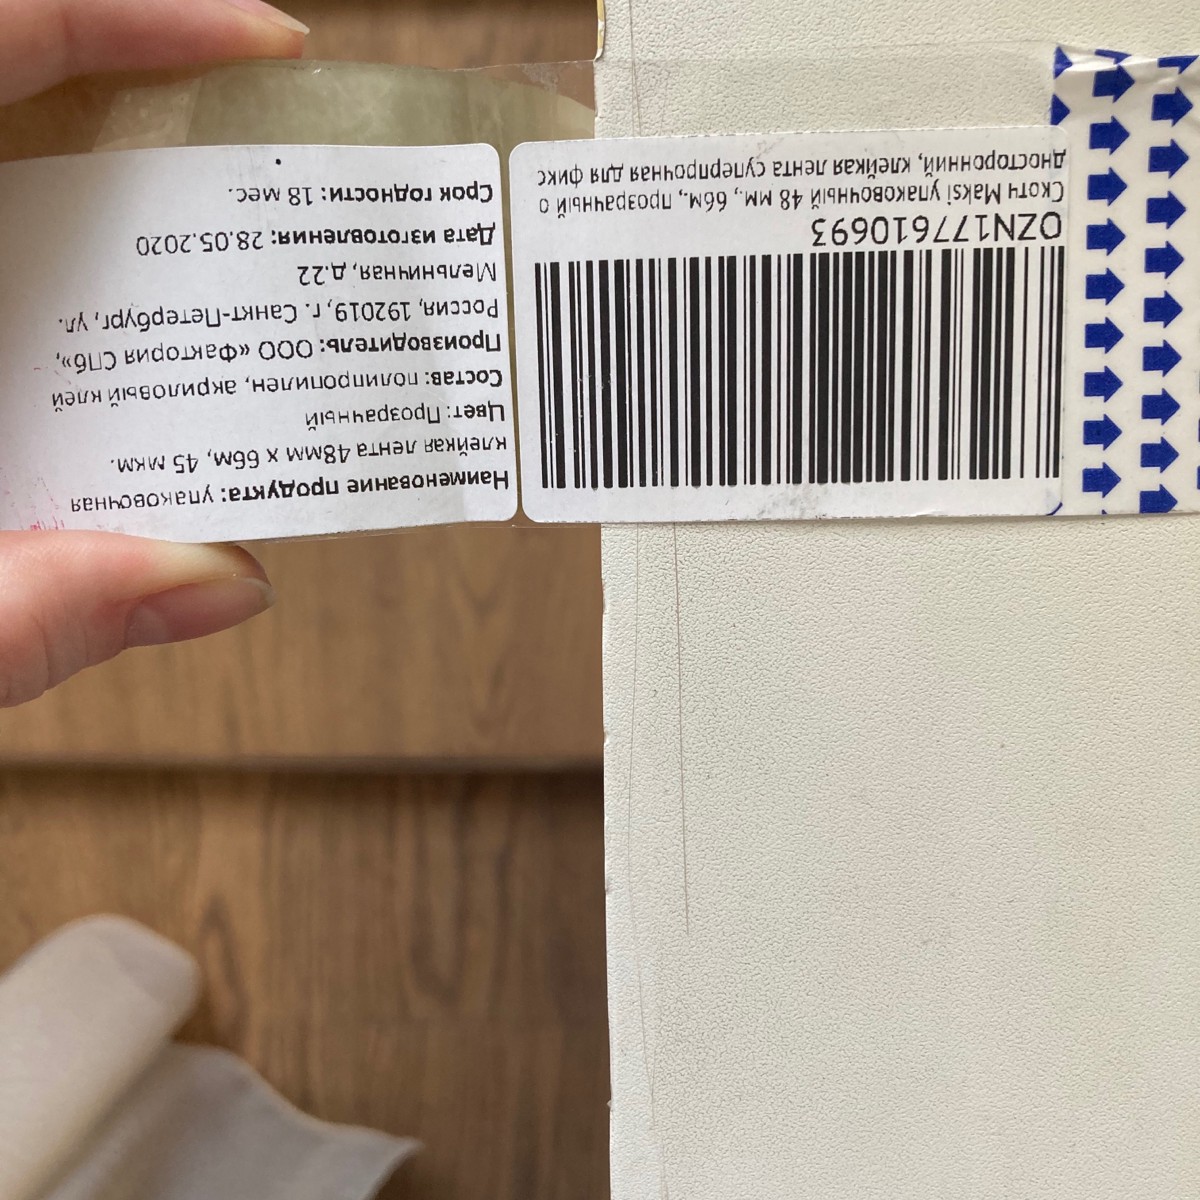 OZN177610693
Скотч Maksi упаковочный 48 мм., 66м., прозрачный о
дносторонний, клейкая лента суперпрочная для фикс
Наименование продукта: упаковочная
клейкая лента 48мм х 66м, 45 мкм.
Цвет: Прозрачный
Состав: полипропилен, акриловый клей
Производитель: ООО «Фактория СПб»,
Россия, 192019, г. Санкт-Петербург, ул.
Мельничная, д.22
Дата изготовления: 28.05.2020
Срок годности: 18 мес.